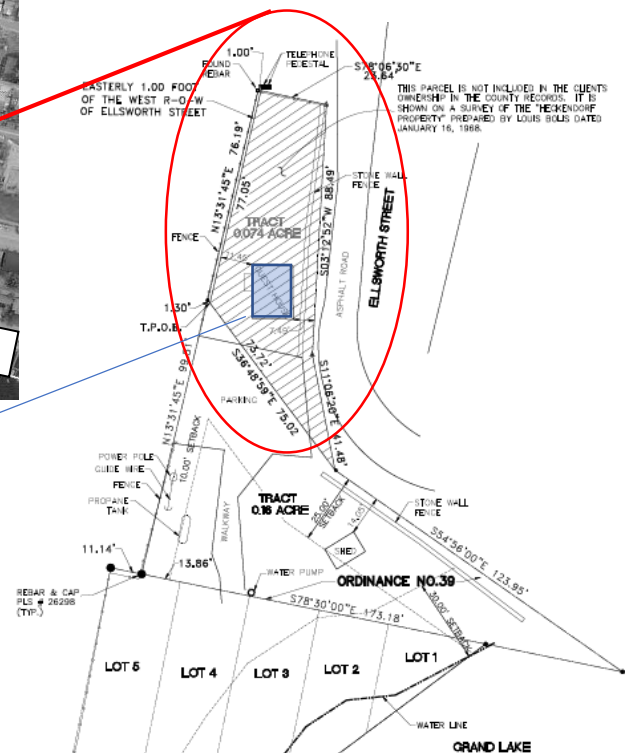 1.00'
TELEPHONE
PEDESTAL
FOUND
REBAR
S78°06'30"E
23.64'
EASTERLY 1.00 FOOT
OF THE WEST R-O-W
OF ELLSWORTH STREET
THIS PARCEL IS NOT INCLUDED IN THE CLIENTS
OWNERSHIP IN THE COUNTY RECORDS. IT IS
SHOWN ON A SURVEY OF THE "HECKENDORF
PROPERTY" PREPARED BY LOUIS BOLIS DATED
JANUARY 16, 1968.
N13°31'45"E 76.19'
77.05'
STONE WALL
FENCE
S03°12'52"W 88.49'
TRACT
0.074 ACRE
FENCE
ELLSWORTH STREET
ASPHALT ROAD
7.49'
1.30'
T.P.O.B.
73.72'
S36°48'59"E 75.02
S11°06'20"E 41.48'
N13°31'45"E 99.01'
PARKING
10.00' SETBACK
POWER POLE
GUIDE WIRE
FENCE
PROPANE
TANK
WALKWAY
TRACT
0.16 ACRE
25.00'
SETBACK
14.05'
SHED
STONE WALL
FENCE
S54°56'00"E 123.95'
11.14'
13.86'
WATER PUMP
ORDINANCE NO.39
REBAR & CAP
PLS # 26298
(TYP.)
S78°30'00"E 173.18'
30.00' SETBACK
LOT 5
LOT 4
LOT 3
LOT 2
LOT 1
WATER LINE
GRAND LAKE